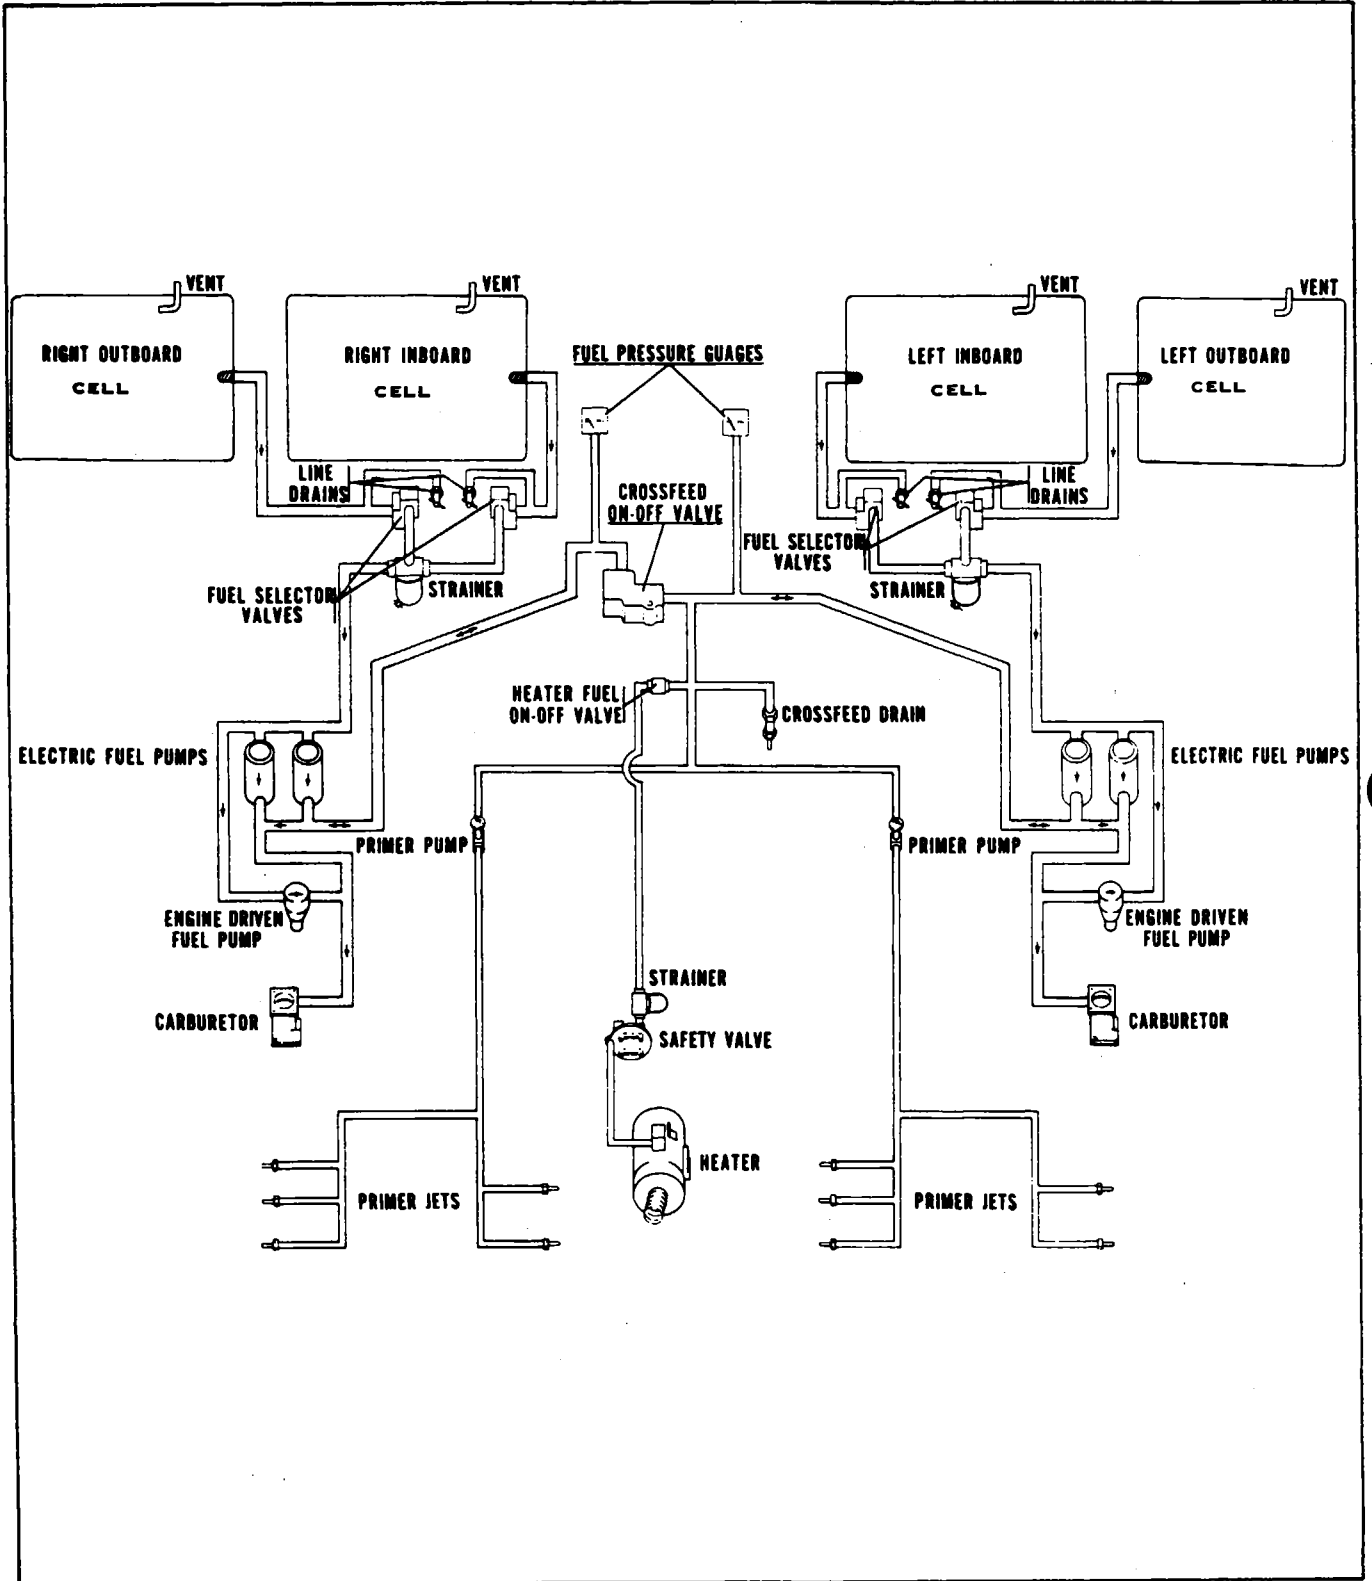 VENT
VENT
VENT
VENT
RIGHT OUTBOARD
CELL
RIGHT INBOARD
CELL
FUEL PRESSURE GUAGES
LEFT INBOARD
CELL
LEFT OUTBOARD
CELL
LINE
DRAINS
CROSSFEED
ON-OFF VALVE
LINE
DRAINS
FUEL SELECTOR
VALVES
STRAINER
FUEL SELECTOR
VALVES
STRAINER
HEATER FUEL
ON-OFF VALVE
CROSSFEED DRAIN
ELECTRIC FUEL PUMPS
ELECTRIC FUEL PUMPS
PRIMER PUMP
PRIMER PUMP
ENGINE DRIVEN
FUEL PUMP
ENGINE DRIVEN
FUEL PUMP
STRAINER
CARBURETOR
SAFETY VALVE
CARBURETOR
HEATER
PRIMER JETS
PRIMER JETS